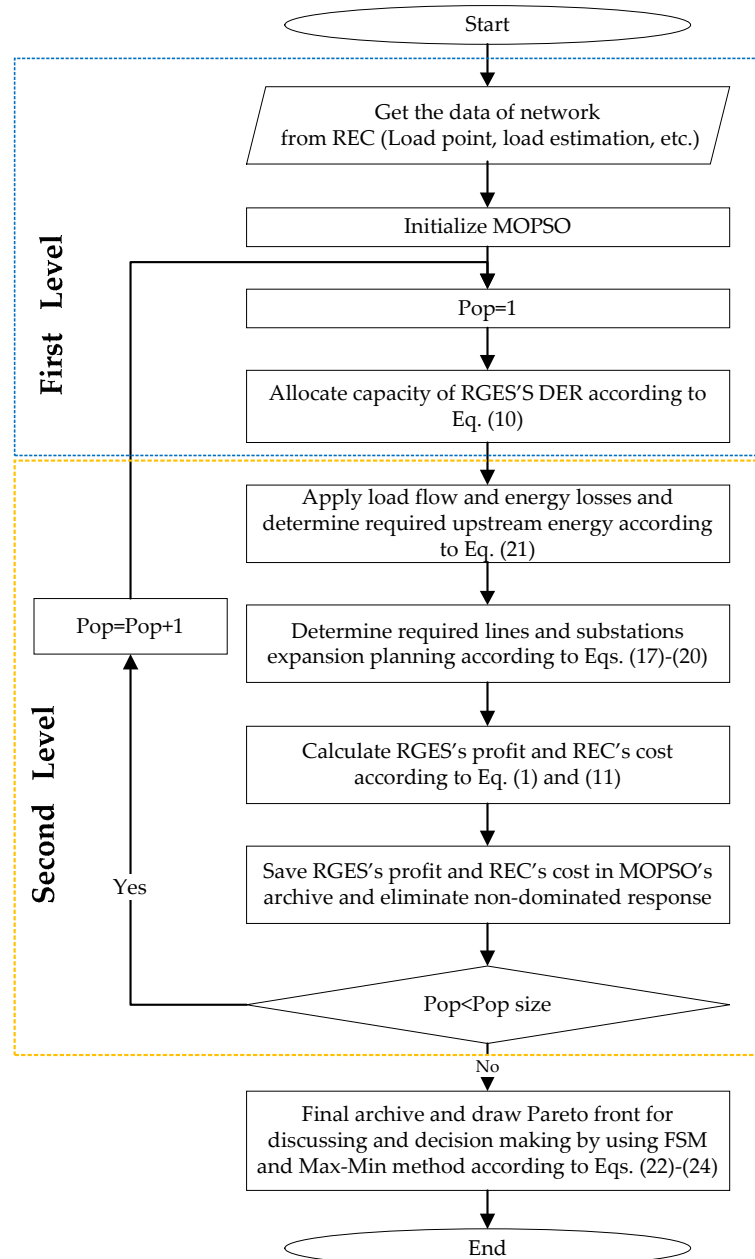 Start
Get the data of network
from REC (Load point, load estimation, etc.)
Initialize MOPSO
Pop=1
Allocate capacity of RGES'S DER according to
Eq. (10)
First Level
Apply load flow and energy losses and
determine required upstream energy according
to Eq. (21)
Pop=Pop+1
Determine required lines and substations
expansion planning according to Eqs. (17)-(20)
Calculate RGES’s profit and REC’s cost
according to Eq. (1) and (11)
Save RGES’s profit and REC’s cost in MOPSO’s
archive and eliminate non-dominated response
Yes
Second Level
Pop<Pop size
No
Final archive and draw Pareto front for
discussing and decision making by using FSM
and Max-Min method according to Eqs. (22)-(24)
End